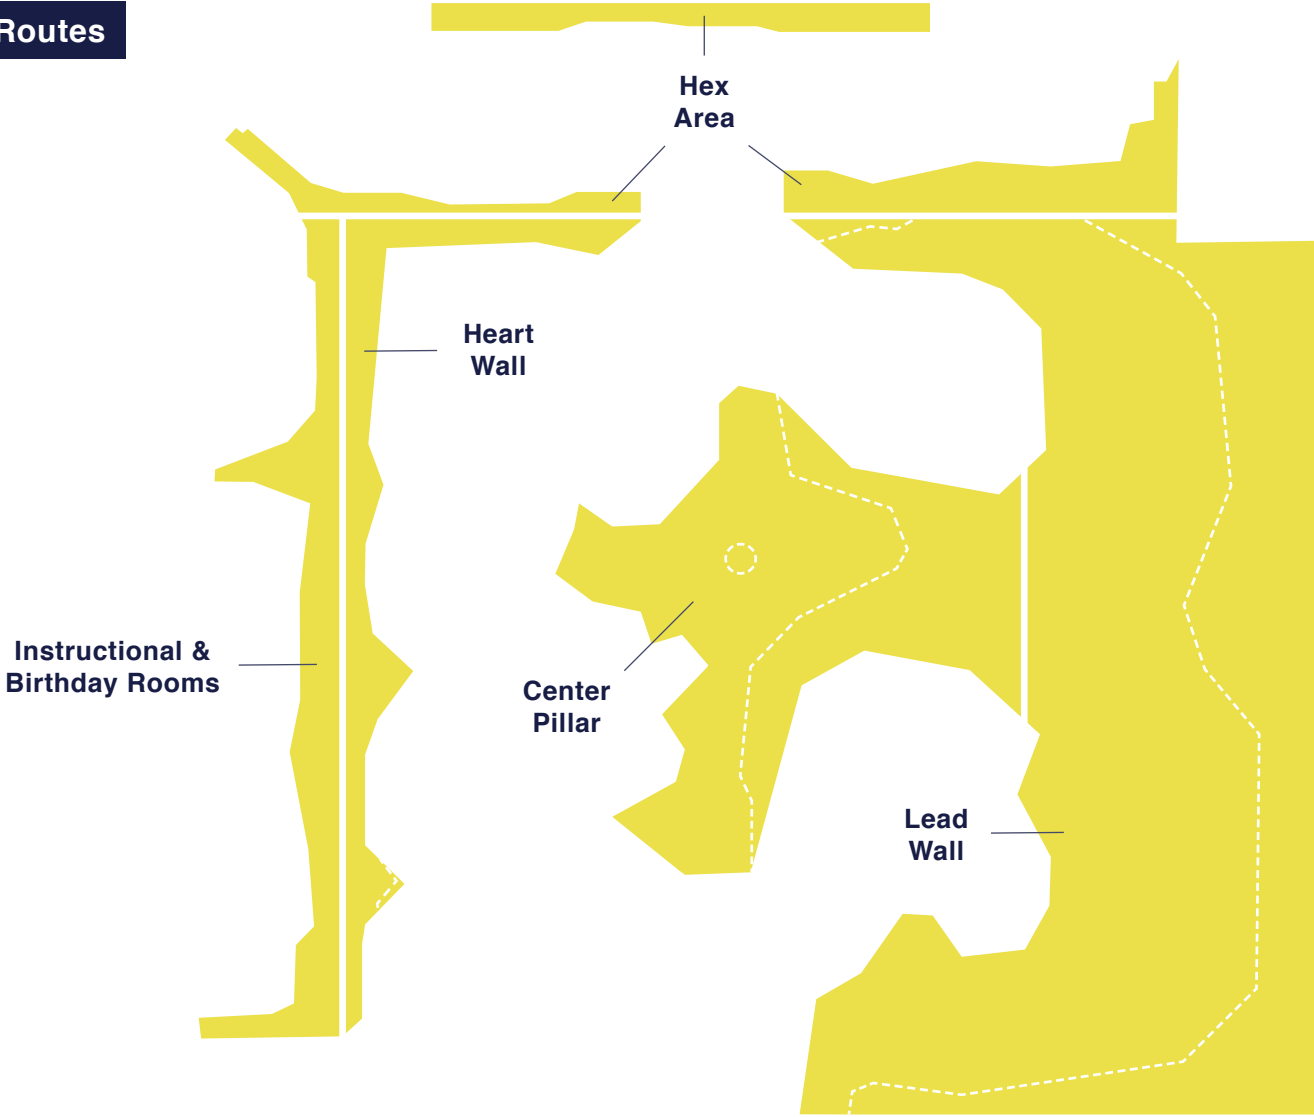 Routes
Hex
Area
Heart
Wall
Instructional &
Birthday Rooms
Center
Pillar
Lead
Wall